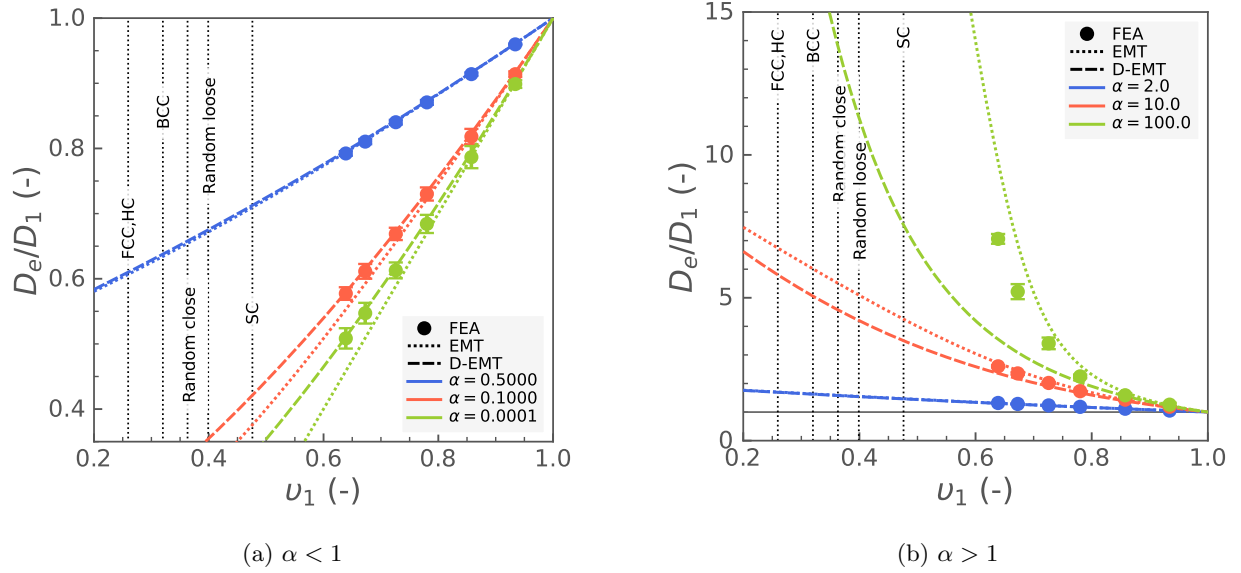 1.0
0.8
0.6
0.4
D_e/D_1 (-)
FCC,HC
BCC
Random close
Random loose
SC
FEA
EMT
D-EMT
α = 0.5000
α = 0.1000
α = 0.0001
0.2 0.4 0.6 0.8 1.0
υ_1 (-)
(a) α < 1
15
10
5
0
D_e/D_1 (-)
FCC,HC
BCC
Random close
Random loose
SC
FEA
EMT
D-EMT
α = 2.0
α = 10.0
α = 100.0
0.2 0.4 0.6 0.8 1.0
υ_1 (-)
(b) α > 1